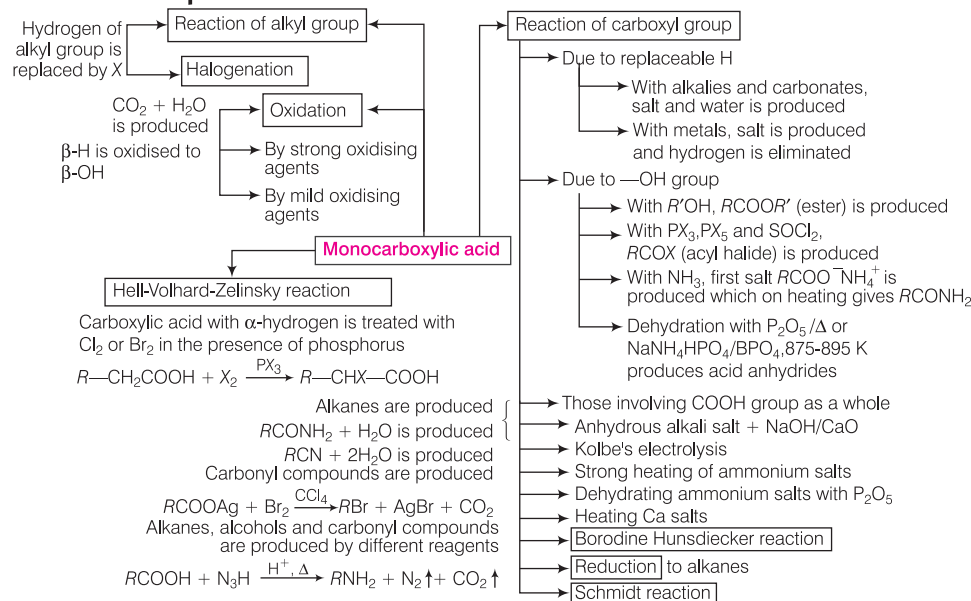 Reaction of alkyl group
Hydrogen of
alkyl group is
replaced by X
Halogenation
CO₂ + H₂O
is produced
Oxidation
β-H is oxidised to
β-OH
By strong oxidising
agents
By mild oxidising
agents
Monocarboxylic acid
Hell-Volhard-Zelinsky reaction
Carboxylic acid with α-hydrogen is treated with
Cl₂ or Br₂ in the presence of phosphorus
R—CH₂COOH + X₂ —PX₃→ R—CHX—COOH
Alkanes are produced
RCONH₂ + H₂O is produced
RCN + 2H₂O is produced
Carbonyl compounds are produced
RCOOAg + Br₂ —CCl₄→ RBr + AgBr + CO₂
Alkanes, alcohols and carbonyl compounds
are produced by different reagents
RCOOH + N₃H —H⁺, Δ→ RNH₂ + N₂↑ + CO₂↑
Reaction of carboxyl group
Due to replaceable H
With alkalies and carbonates,
salt and water is produced
With metals, salt is produced
and hydrogen is eliminated
Due to —OH group
With R′OH, RCOOR′ (ester) is produced
With PX₃,PX₅ and SOCl₂,
RCOX (acyl halide) is produced
With NH₃, first salt RCOO⁻NH₄⁺ is
produced which on heating gives RCONH₂
Dehydration with P₂O₅/Δ or
NaNH₄HPO₄/BPO₄,875-895 K
produces acid anhydrides
Those involving COOH group as a whole
Anhydrous alkali salt + NaOH/CaO
Kolbe's electrolysis
Strong heating of ammonium salts
Dehydrating ammonium salts with P₂O₅
Heating Ca salts
Borodine Hunsdiecker reaction
Reduction to alkanes
Schmidt reaction